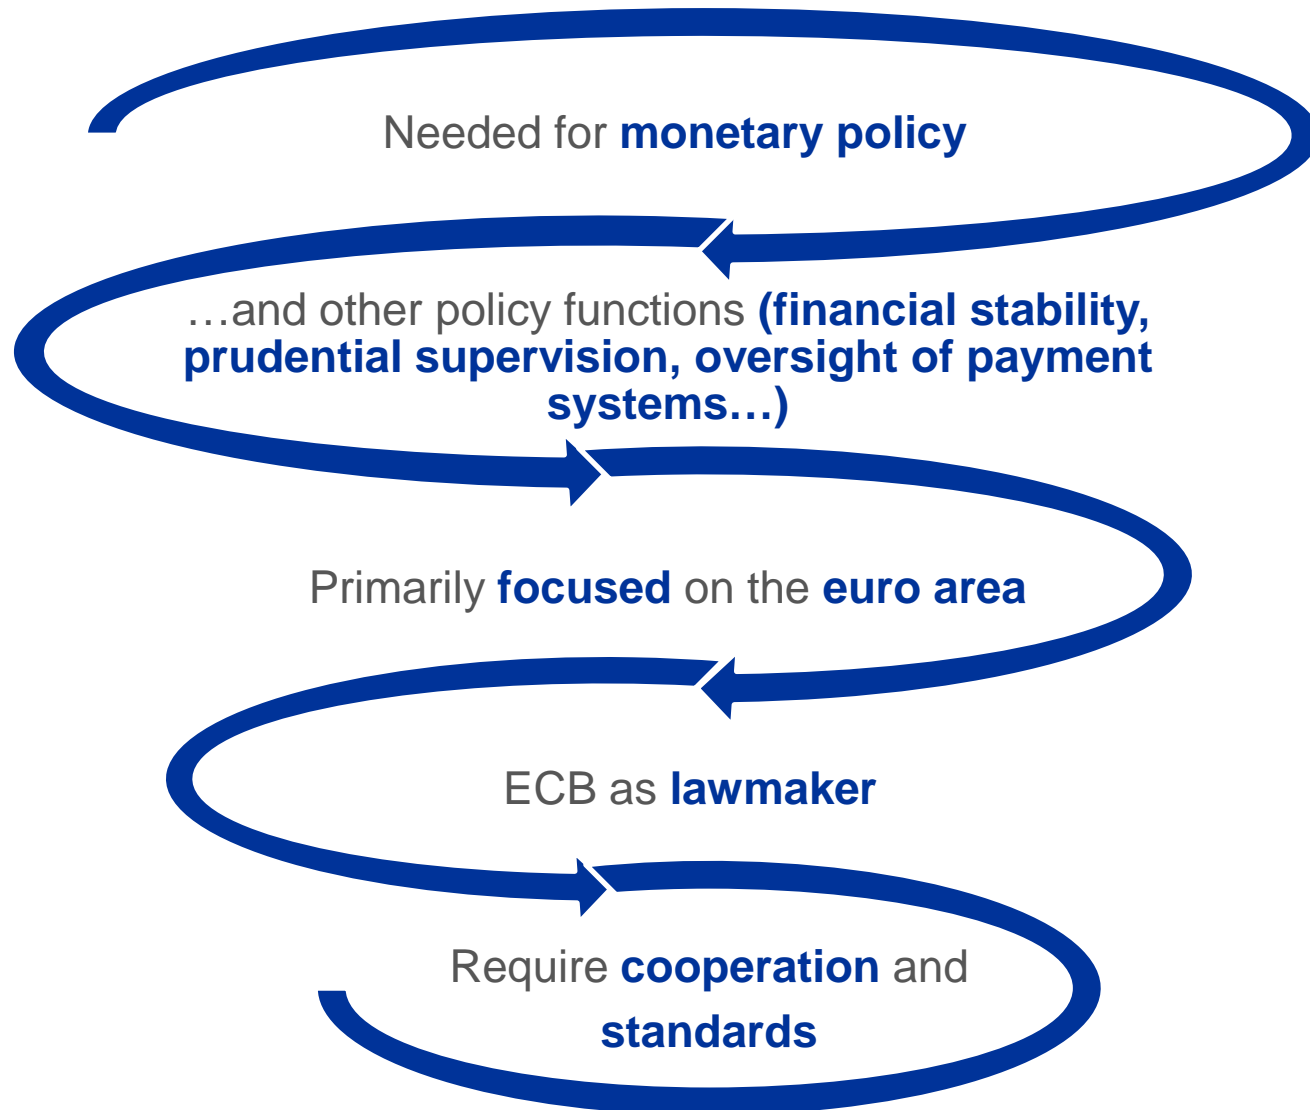 Needed for monetary policy
…and other policy functions (financial stability,
prudential supervision, oversight of payment
systems…)
Primarily focused on the euro area
ECB as lawmaker
Require cooperation and
standards